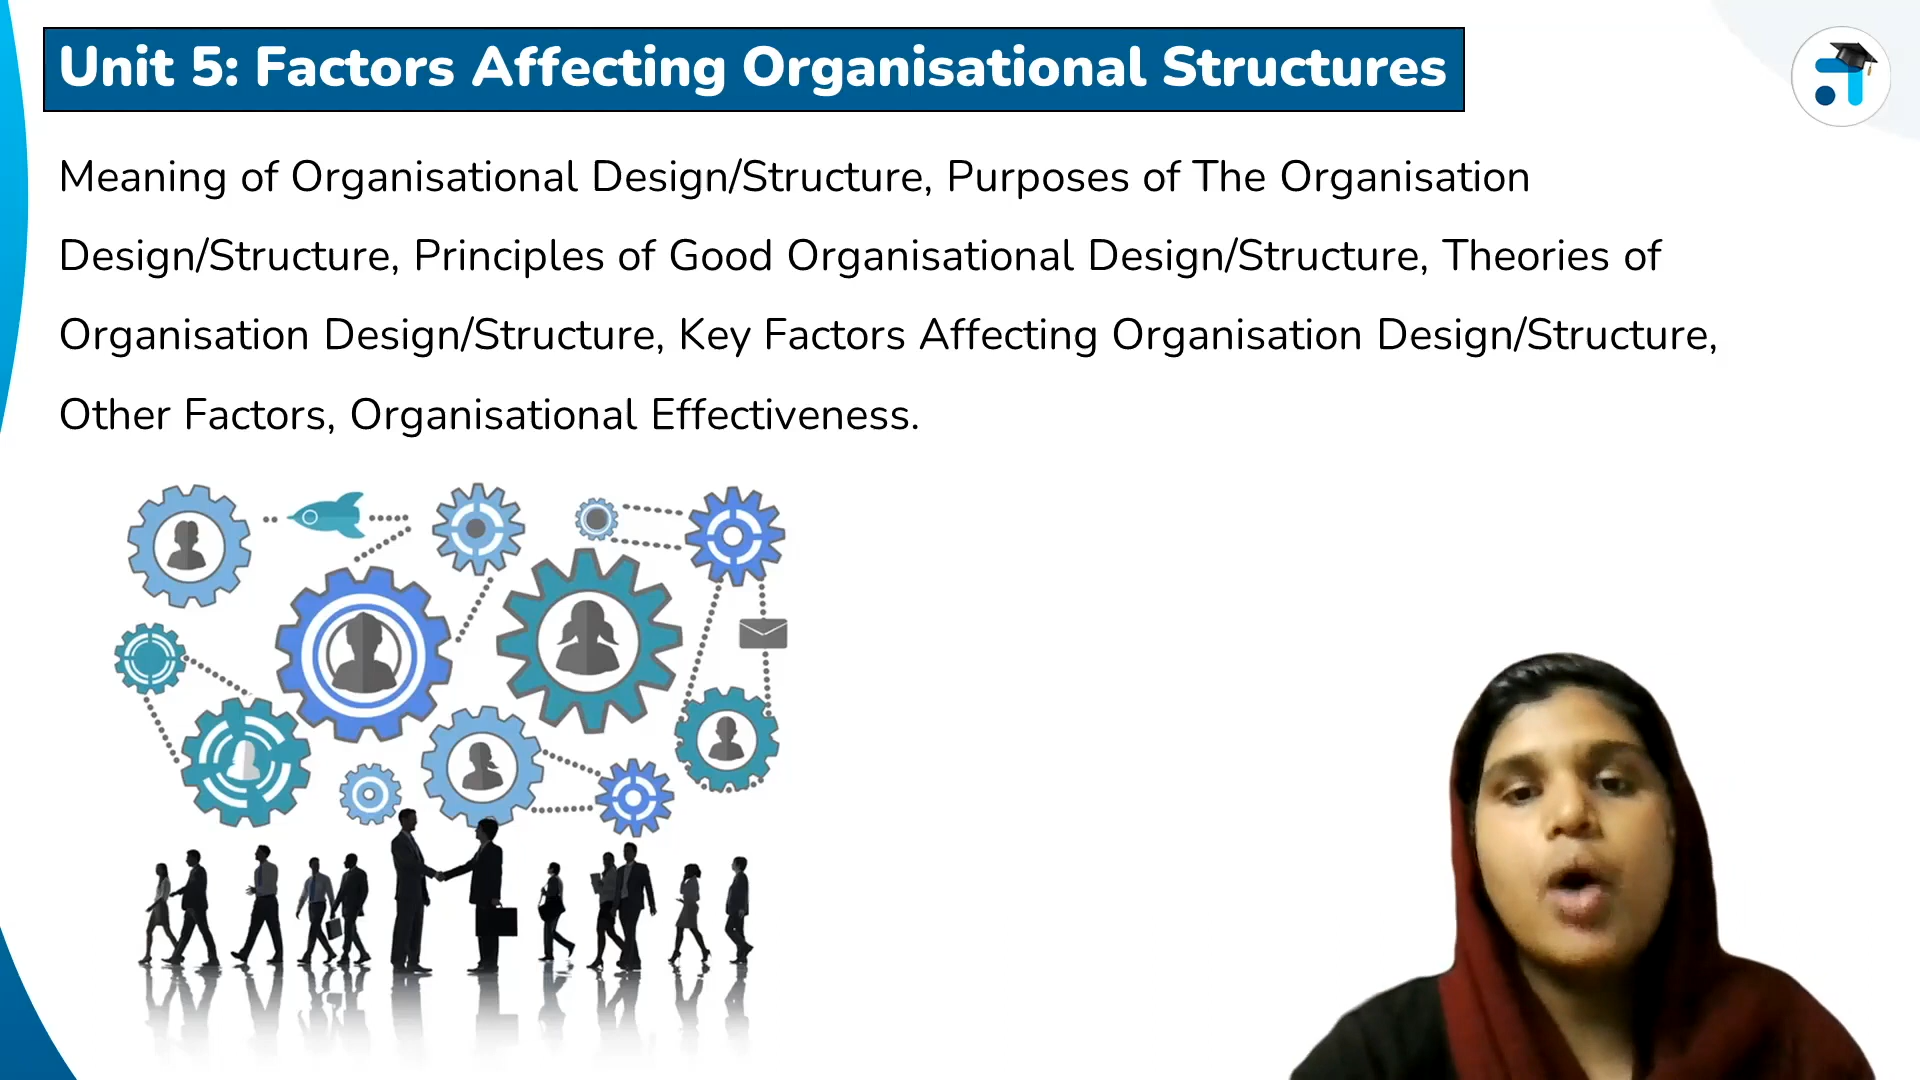 Unit 5: Factors Affecting Organisational Structures
Meaning of Organisational Design/Structure, Purposes of The Organisation
Design/Structure, Principles of Good Organisational Design/Structure, Theories of
Organisation Design/Structure, Key Factors Affecting Organisation Design/Structure,
Other Factors, Organisational Effectiveness.